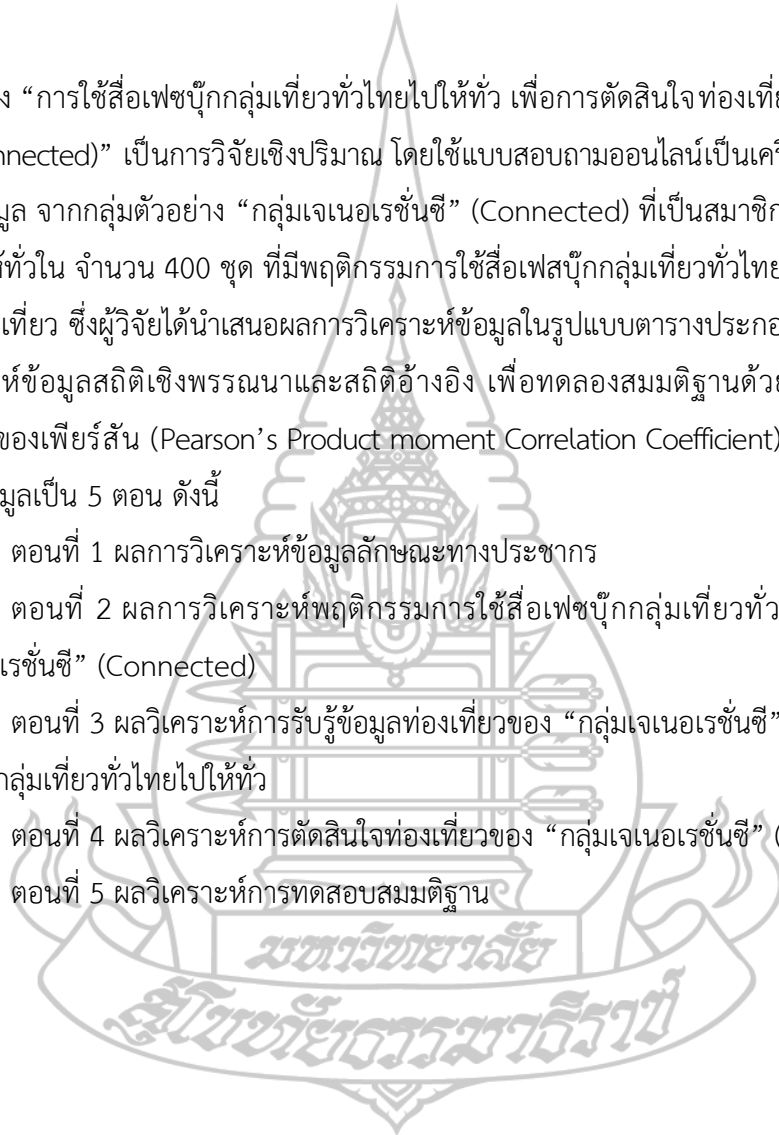 ง “การใช้สื่อเฟซบุ๊กกลุ่มเที่ยวทั่วไทยไปให้ทั่ว เพื่อการตัดสินใจท่องเที่ย
nnected)” เป็นการวิจัยเชิงปริมาณ โดยใช้แบบสอบถามออนไลน์เป็นเครื
มูล จากกลุ่มตัวอย่าง “กลุ่มเจเนอเรชั่นซี” (Connected) ที่เป็นสมาชิก
ห้ทั่วใน จำนวน 400 ชุด ที่มีพฤติกรรมการใช้สื่อเฟสบุ๊กกลุ่มเที่ยวทั่วไทย
เที่ยว ซึ่งผู้วิจัยได้นำเสนอผลการวิเคราะห์ข้อมูลในรูปแบบตารางประกอ
ห์ข้อมูลสถิติเชิงพรรณนาและสถิติอ้างอิง เพื่อทดลองสมมติฐานด้วย
ของเพียร์สัน (Pearson’s Product moment Correlation Coefficient)
มูลเป็น 5 ตอน ดังนี้
ตอนที่ 1 ผลการวิเคราะห์ข้อมูลลักษณะทางประชากร
ตอนที่ 2 ผลการวิเคราะห์พฤติกรรมการใช้สื่อเฟซบุ๊กกลุ่มเที่ยวทั่ว
เรชั่นซี” (Connected)
ตอนที่ 3 ผลวิเคราะห์การรับรู้ข้อมูลท่องเที่ยวของ “กลุ่มเจเนอเรชั่นซี”
กลุ่มเที่ยวทั่วไทยไปให้ทั่ว
ตอนที่ 4 ผลวิเคราะห์การตัดสินใจท่องเที่ยวของ “กลุ่มเจเนอเรชั่นซี” (
ตอนที่ 5 ผลวิเคราะห์การทดสอบสมมติฐาน
มหาวิทยาลัย
สุโขทัยธรรมาธิราช